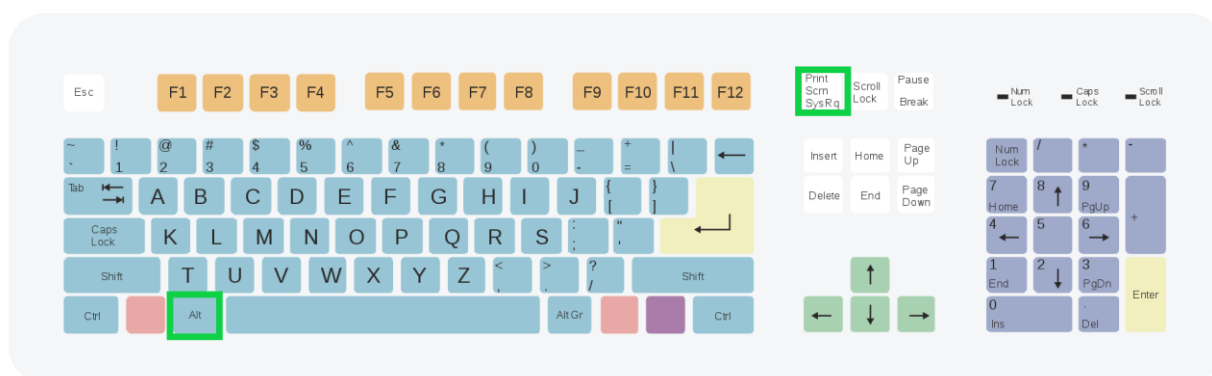 Esc F1 F2 F3 F4 F5 F6 F7 F8 F9 F10 F11 F12
Print
Scrn
SysRq
Scroll
Lock
Pause
Break
Num
Lock
Caps
Lock
Scroll
Lock
~ ! @ # $ % ^ & * ( ) _ + |
` 1 2 3 4 5 6 7 8 9 0 - = \
Insert Home Page
Up
Num
Lock
/ * -
Tab A B C D E F G H I J { }
[ ]
Delete End Page
Down
7 8 9
Home PgUp
+
Caps
Lock
K L M N O P Q R S : "
; '
4 5 6
Shift T U V W X Y Z < > ?
, . /
Shift
1 2 3
End PgDn
Enter
Ctrl Alt Alt Gr Ctrl
0 .
Ins Del